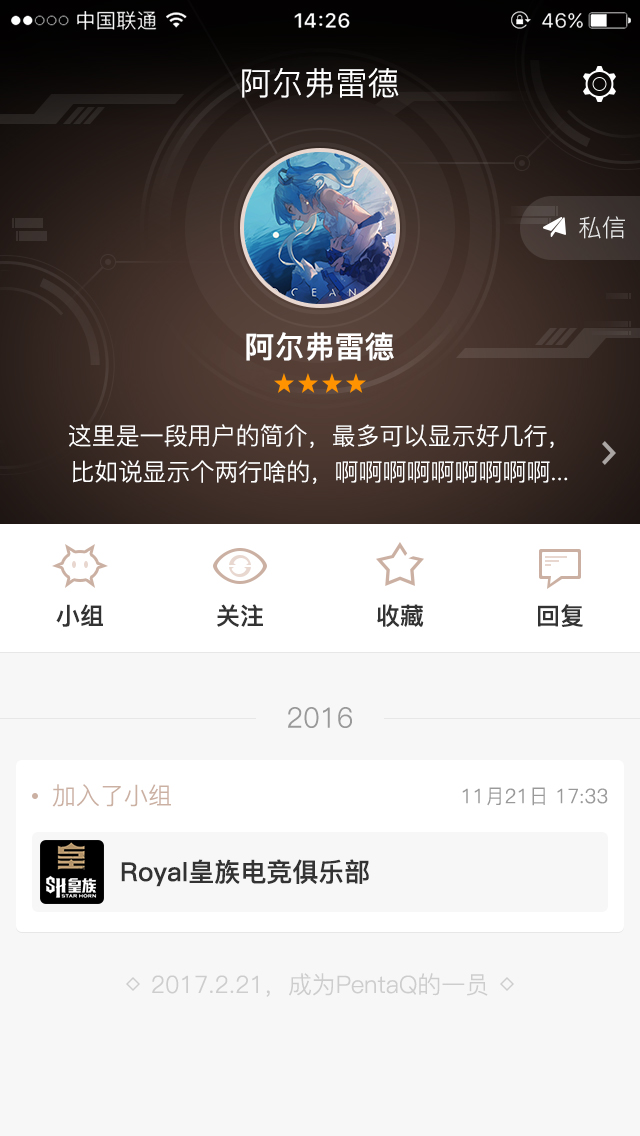 中国联通
14:26
46%
阿尔弗雷德
OCEAN
私信
阿尔弗雷德
这里是一段用户的简介，最多可以显示好几行，
比如说显示个两行啥的，啊啊啊啊啊啊啊啊啊...
小组
关注
收藏
回复
2016
加入了小组
11月21日 17:33
皇
SH皇族
STAR HORN
Royal皇族电竞俱乐部
2017.2.21，成为PentaQ的一员